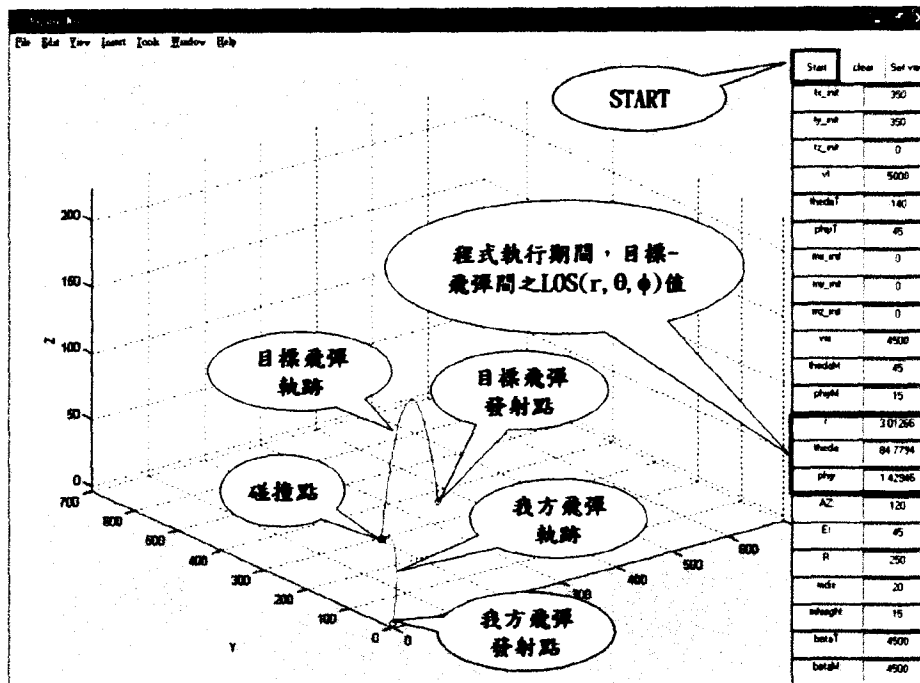 File Edit View Insert Tools Window Help
Start clear Set var
START
tx_init 350
ty_init 350
tz_init 0
vt 5000
thedaT 140
phyT 45
mx_init 0
my_init 0
mz_init 0
vm 4500
thedaM 45
phyM 15
r 3.01266
theda 84.7794
phy 1.42946
AZ 120
El 45
R 250
mdis 20
mheight 15
betaT 4500
betaM 4500
程式執行期間，目標-
飛彈間之LOS(r,θ,ϕ)值
目標飛彈
軌跡
目標飛彈
發射點
碰撞點
我方飛彈
軌跡
我方飛彈
發射點
Z
200
150
100
50
0
700
600
600
400
300
200
100
0
Y
0
300
400
500
600